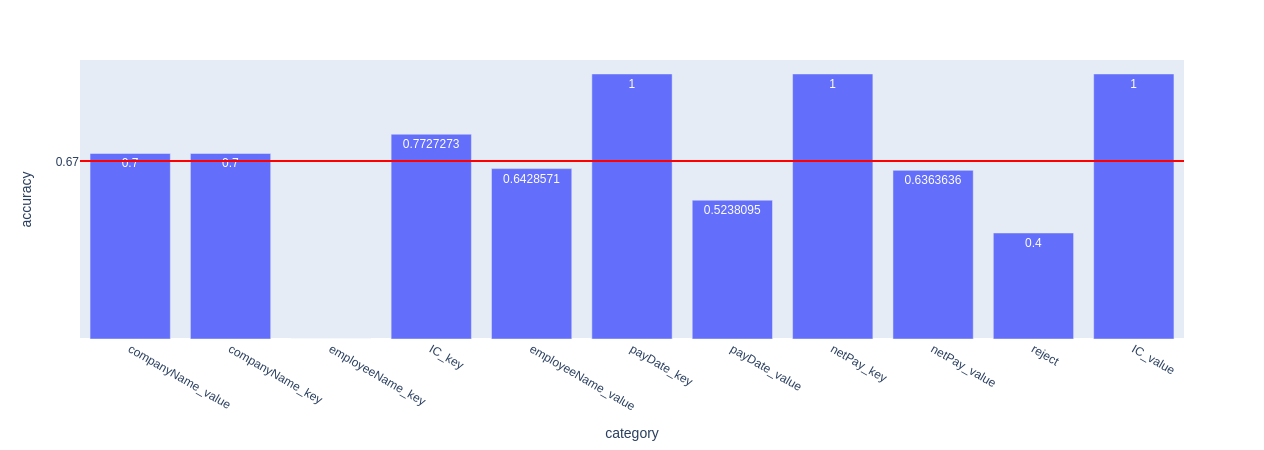 1
1
1
0.7727273
0.7
0.7
0.67
0.6428571
0.6363636
0.5238095
0.4
accuracy
companyName_value
companyName_key
employeeName_key
IC_key
employeeName_value
payDate_key
payDate_value
netPay_key
netPay_value
reject
IC_value
category